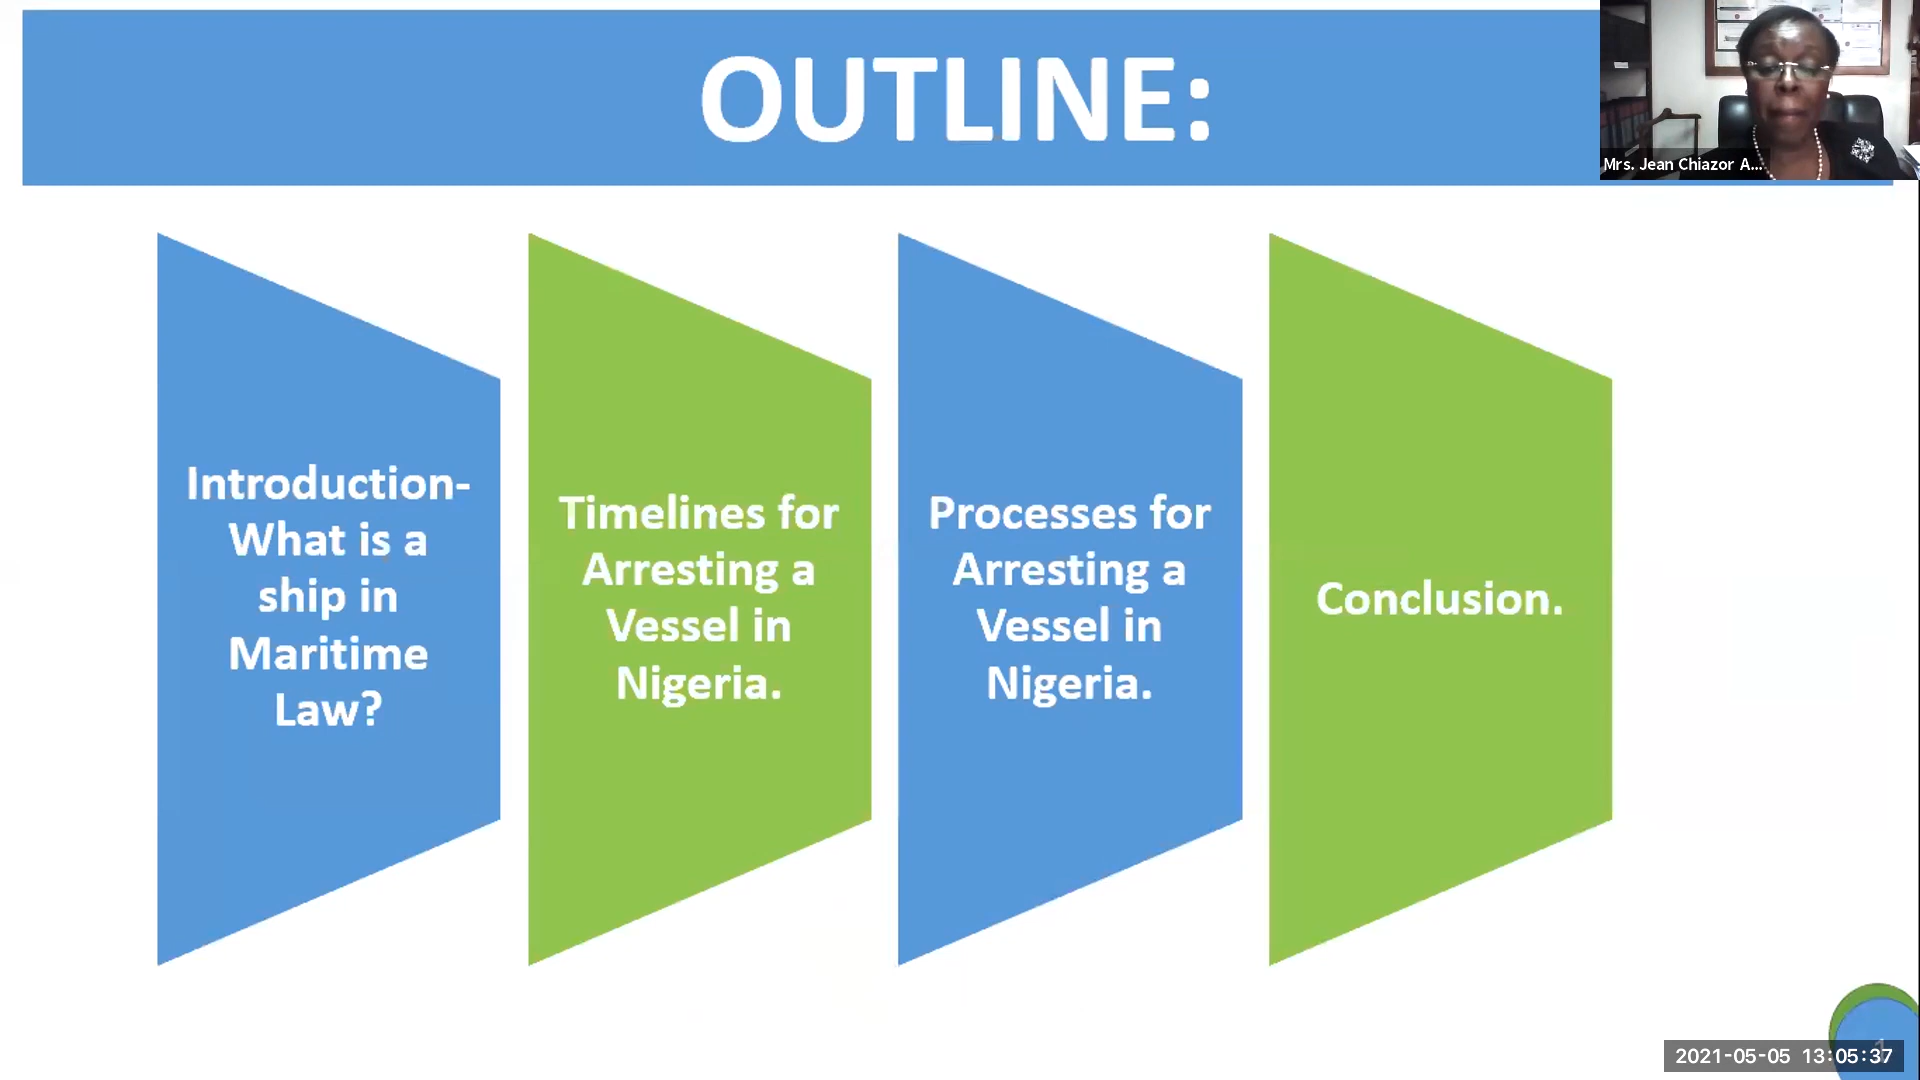 OUTLINE:
Mrs. Jean Chiazor A...
Introduction-
What is a
ship in
Maritime
Law?
Timelines for
Arresting a
Vessel in
Nigeria.
Processes for
Arresting a
Vessel in
Nigeria.
Conclusion.
2021-05-05 13:05:37